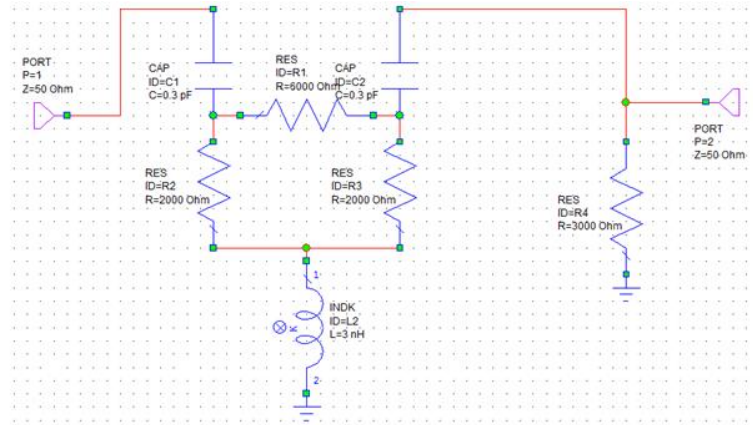 PORT
P=1
Z=50 Ohm
CAP
ID=C1
C=0.3 pF
RES
ID=R1
R=6000 Ohm
CAP
ID=C2
C=0.3 pF
PORT
P=2
Z=50 Ohm
RES
ID=R2
R=2000 Ohm
RES
ID=R3
R=2000 Ohm
RES
ID=R4
R=3000 Ohm
1
INDK
ID=L2
L=3 nH
K
2